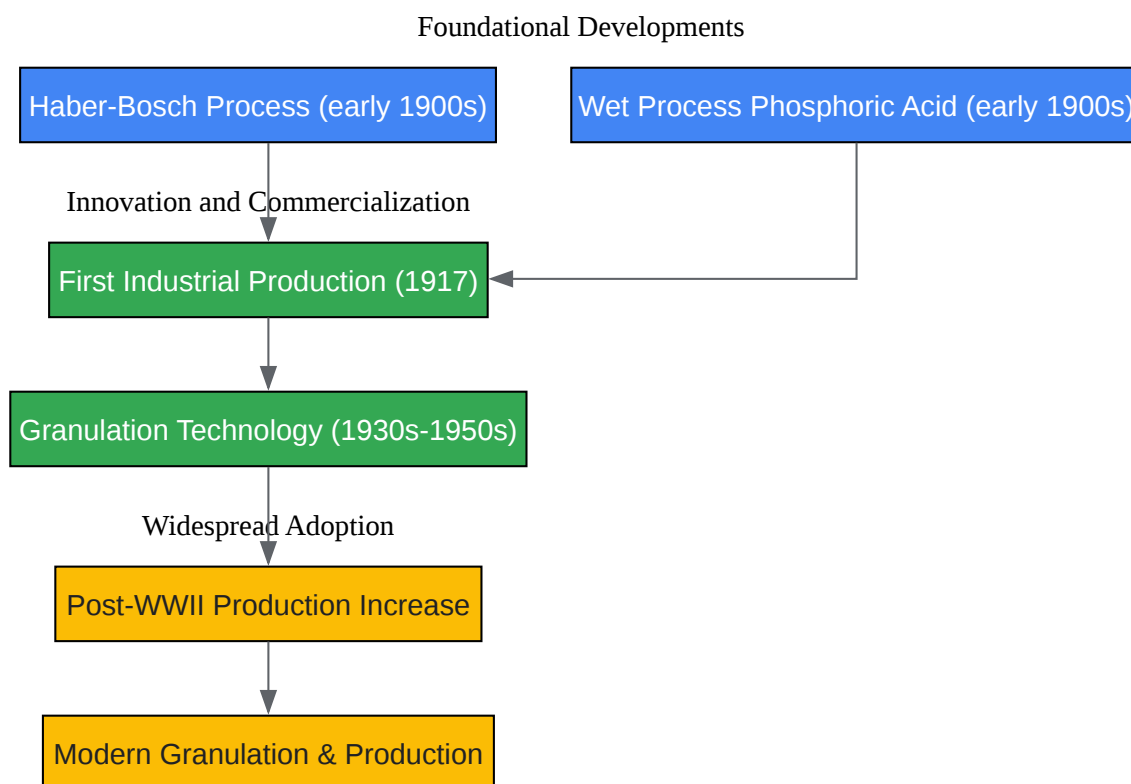 Foundational Developments
Haber-Bosch Process (early 1900s)
Wet Process Phosphoric Acid (early 1900s)
Innovation and Commercialization
First Industrial Production (1917)
Granulation Technology (1930s-1950s)
Widespread Adoption
Post-WWII Production Increase
Modern Granulation & Production